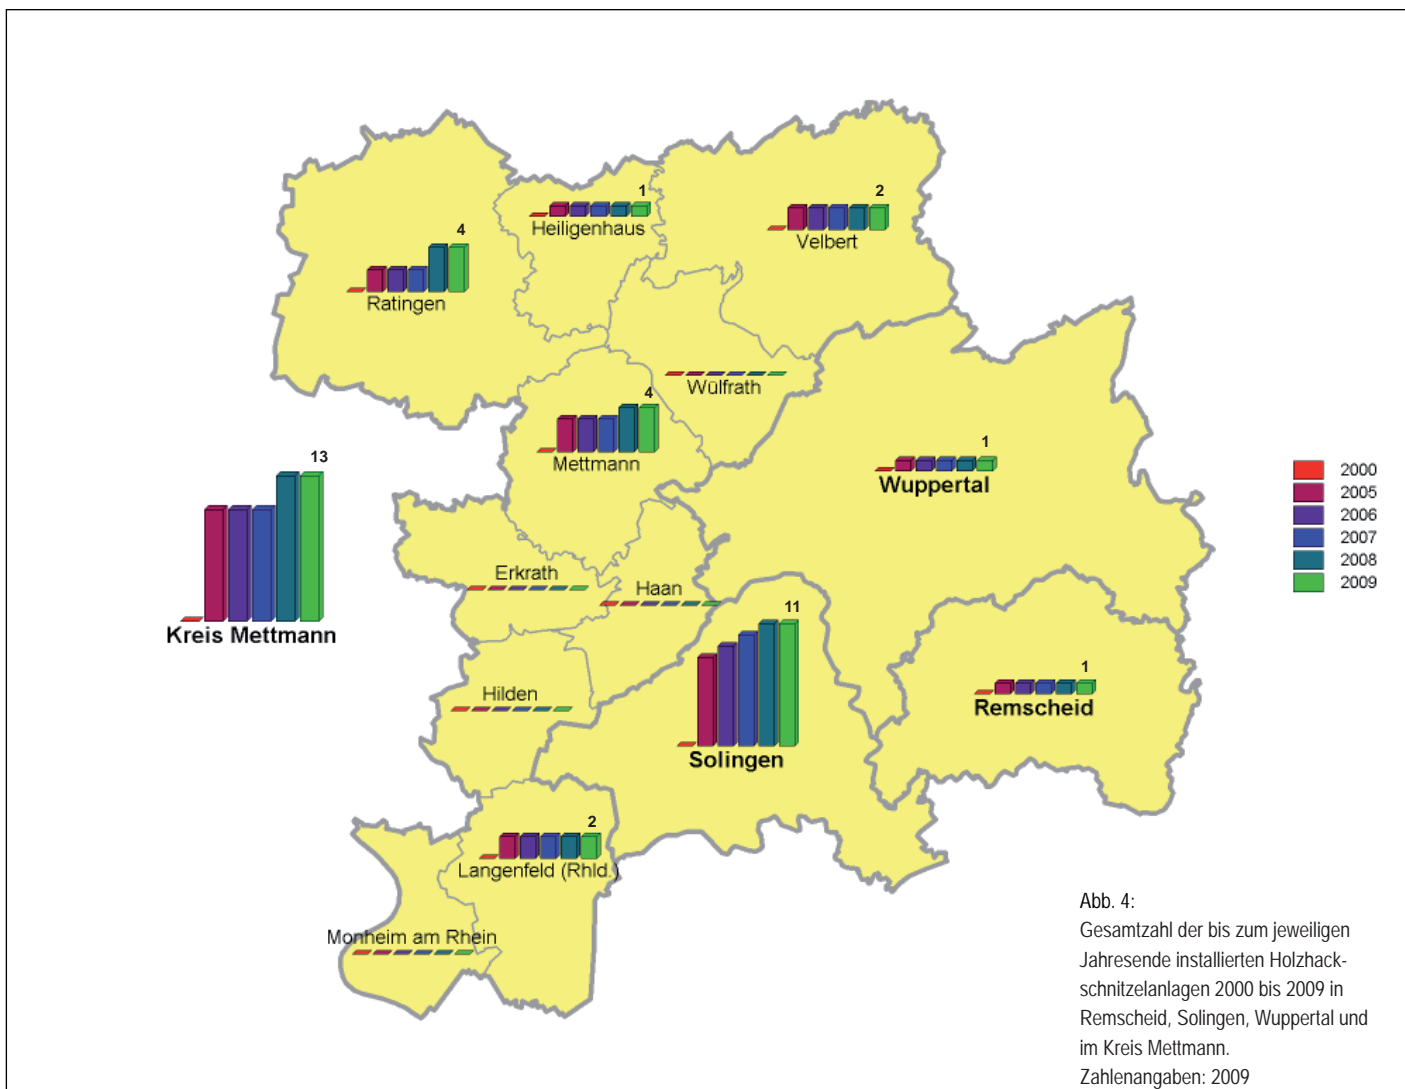 1
Heiligenhaus
2
Velbert
4
Ratingen
Wülfrath
4
Mettmann
13
Kreis Mettmann
1
Wuppertal
2000
2005
2006
2007
2008
2009
Erkrath
Haan
11
Solingen
1
Remscheid
Hilden
2
Langenfeld (Rhld.)
Monheim am Rhein
Abb. 4:
Gesamtzahl der bis zum jeweiligen
Jahresende installierten Holzhack-
schnitzelanlagen 2000 bis 2009 in
Remscheid, Solingen, Wuppertal und
im Kreis Mettmann.
Zahlenangaben: 2009